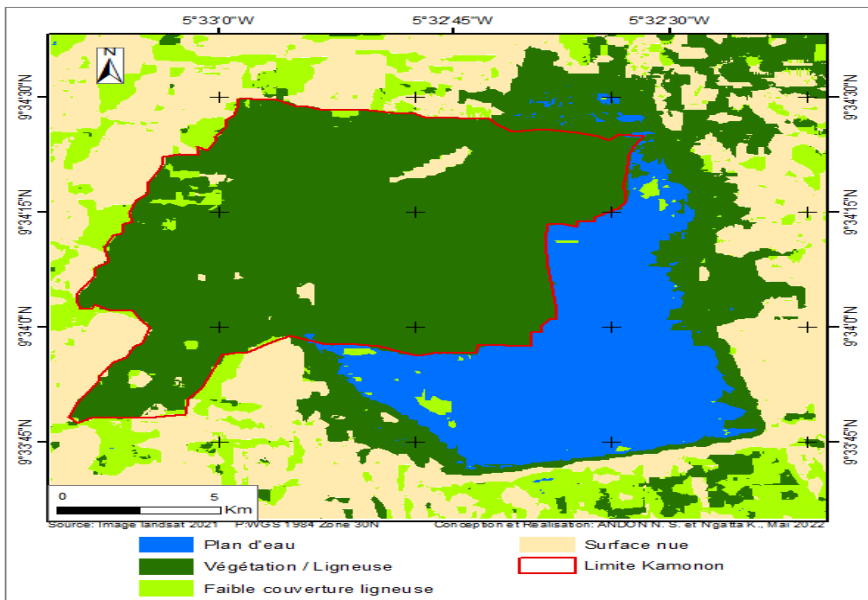 5°33'0"W 5°32'45"W 5°32'30"W
N
9°34'30"N 9°34'30"N
9°34'15"N 9°34'15"N
9°34'0"N 9°34'0"N
9°33'45"N 9°33'45"N
0 5
Km
Source: Image landsat 2021 P:WGS 1984 Zone 30N Conception et Realisation: ANDON N. S. et Ngatta K., Mai 2022
Plan d'eau Surface nue
Végétation / Ligneuse Limite Kamonon
Faible couverture ligneuse